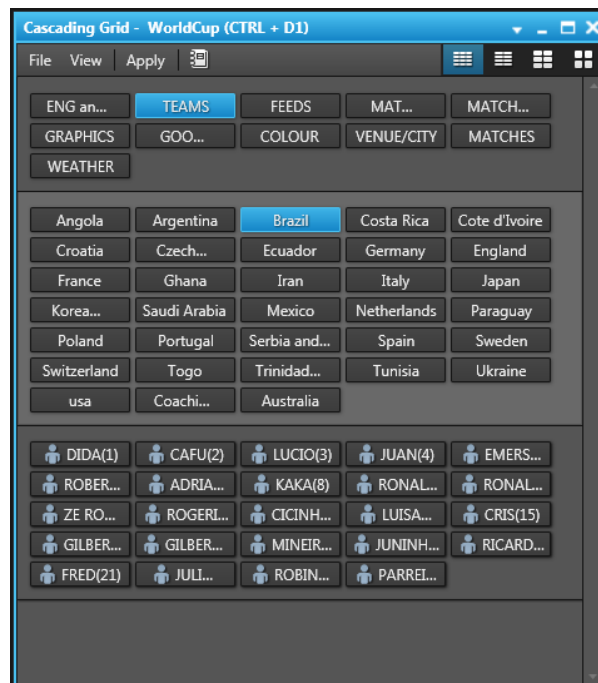 Cascading Grid - WorldCup (CTRL + D1)
File View Apply
ENG an... TEAMS FEEDS MAT... MATCH...
GRAPHICS GOO... COLOUR VENUE/CITY MATCHES
WEATHER
Angola Argentina Brazil Costa Rica Cote d'Ivoire
Croatia Czech... Ecuador Germany England
France Ghana Iran Italy Japan
Korea... Saudi Arabia Mexico Netherlands Paraguay
Poland Portugal Serbia and... Spain Sweden
Switzerland Togo Trinidad... Tunisia Ukraine
usa Coachi... Australia
DIDA(1) CAFU(2) LUCIO(3) JUAN(4) EMERS...
ROBER... ADRIA... KAKA(8) RONAL... RONAL...
ZE RO... ROGERI... CICINH... LUISA... CRIS(15)
GILBER... GILBER... MINEIR... JUNINH... RICARD...
FRED(21) JULI... ROBIN... PARREI...